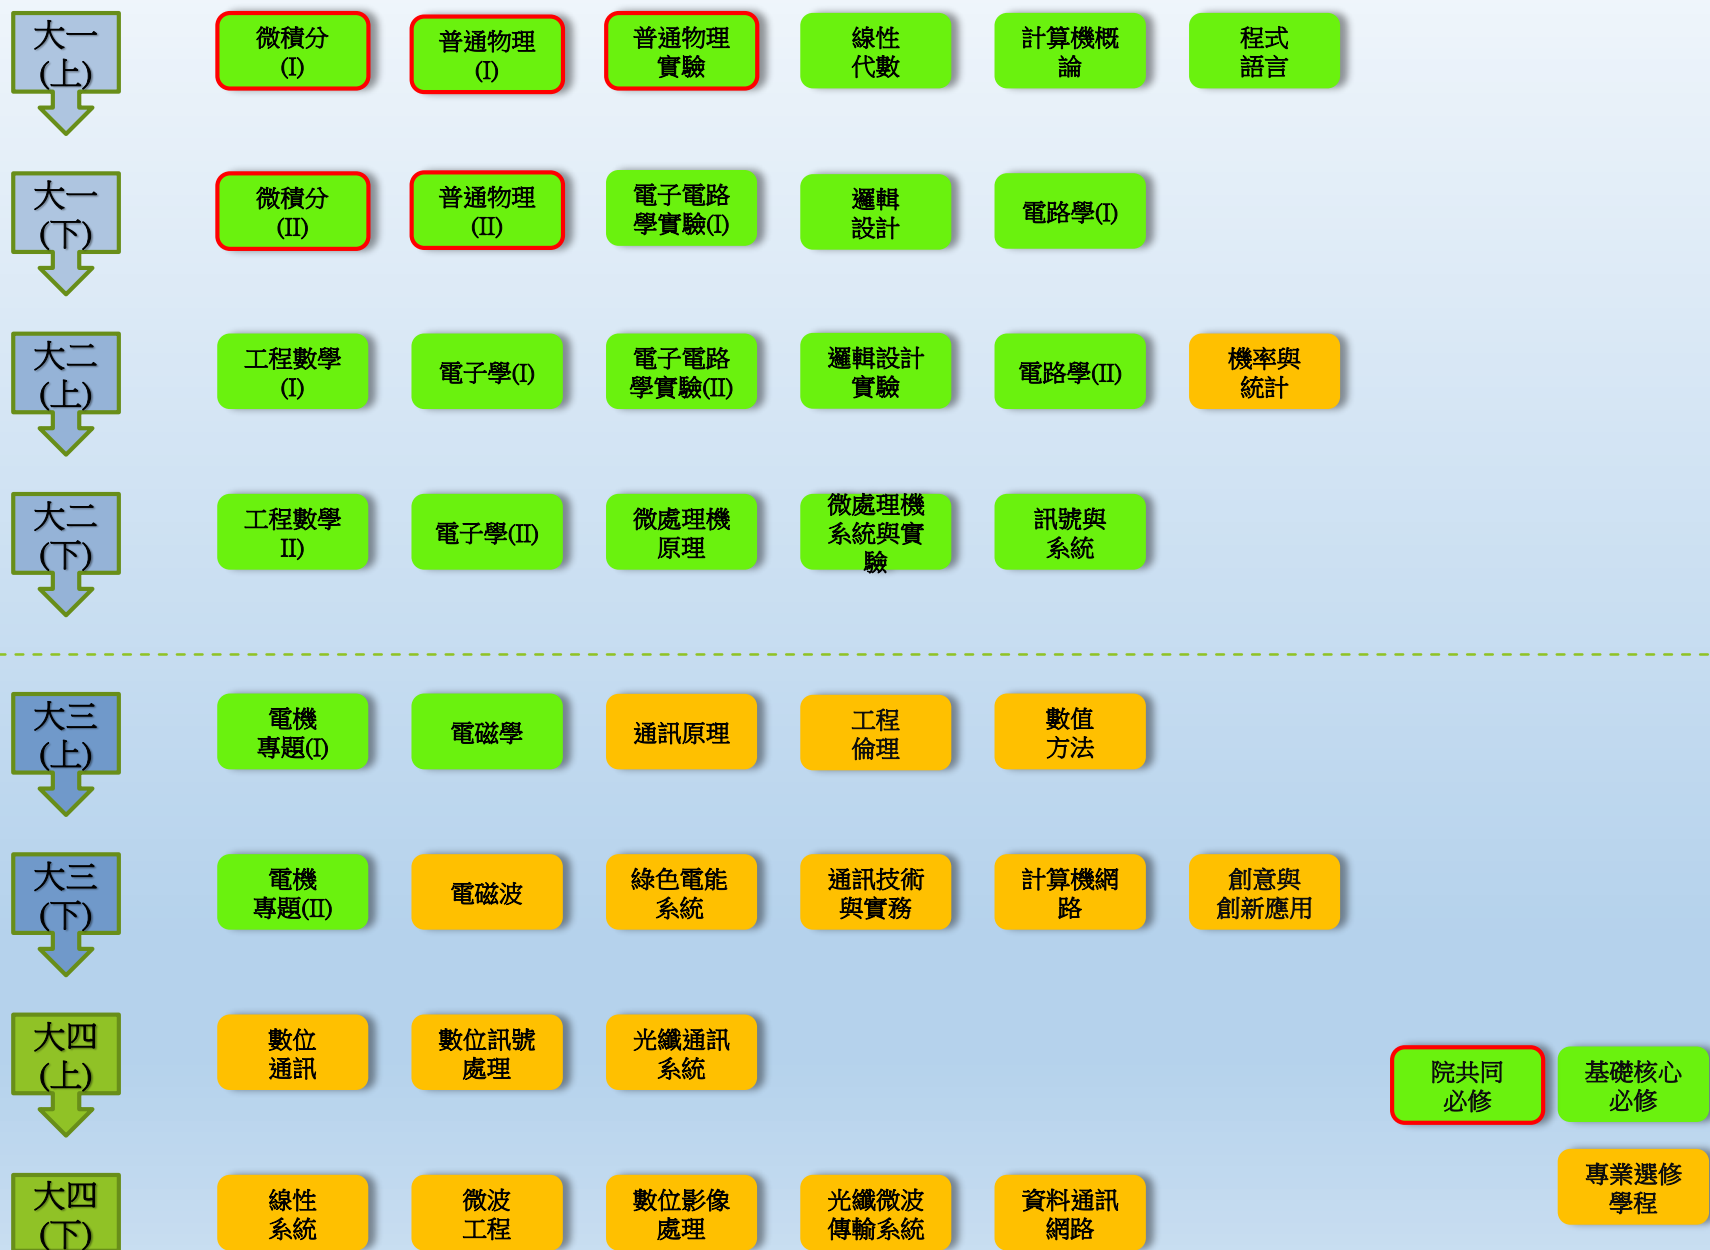 大一
(上)
微積分
(I)
普通物理
(I)
普通物理
實驗
線性
代數
計算機概
論
程式
語言
大一
(下)
微積分
(II)
普通物理
(II)
電子電路
學實驗(I)
邏輯
設計
電路學(I)
大二
(上)
工程數學
(I)
電子學(I)
電子電路
學實驗(II)
邏輯設計
實驗
電路學(II)
機率與
統計
大二
(下)
工程數學
II)
電子學(II)
微處理機
原理
微處理機
系統與實
驗
訊號與
系統
大三
(上)
電機
專題(I)
電磁學
通訊原理
工程
倫理
數值
方法
大三
(下)
電機
專題(II)
電磁波
綠色電能
系統
通訊技術
與實務
計算機網
路
創意與
創新應用
大四
(上)
數位
通訊
數位訊號
處理
光纖通訊
系統
院共同
必修
基礎核心
必修
專業選修
學程
大四
(下)
線性
系統
微波
工程
數位影像
處理
光纖微波
傳輸系統
資料通訊
網路